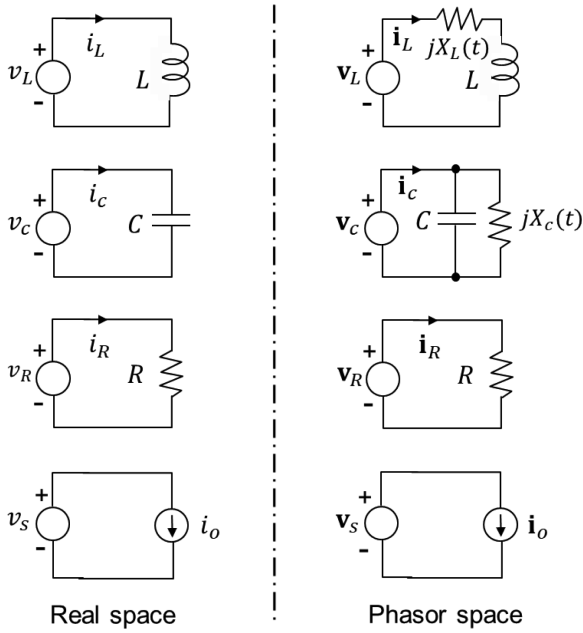 + i_L
v_L L
-
+ i_c
v_c C
-
+ i_R
v_R R
-
+
v_s i_o
-
Real space
+ i_L jX_L(t)
v_L L
-
+ i_c
v_c C jX_c(t)
-
+ i_R
v_R R
-
+
v_s i_o
-
Phasor space